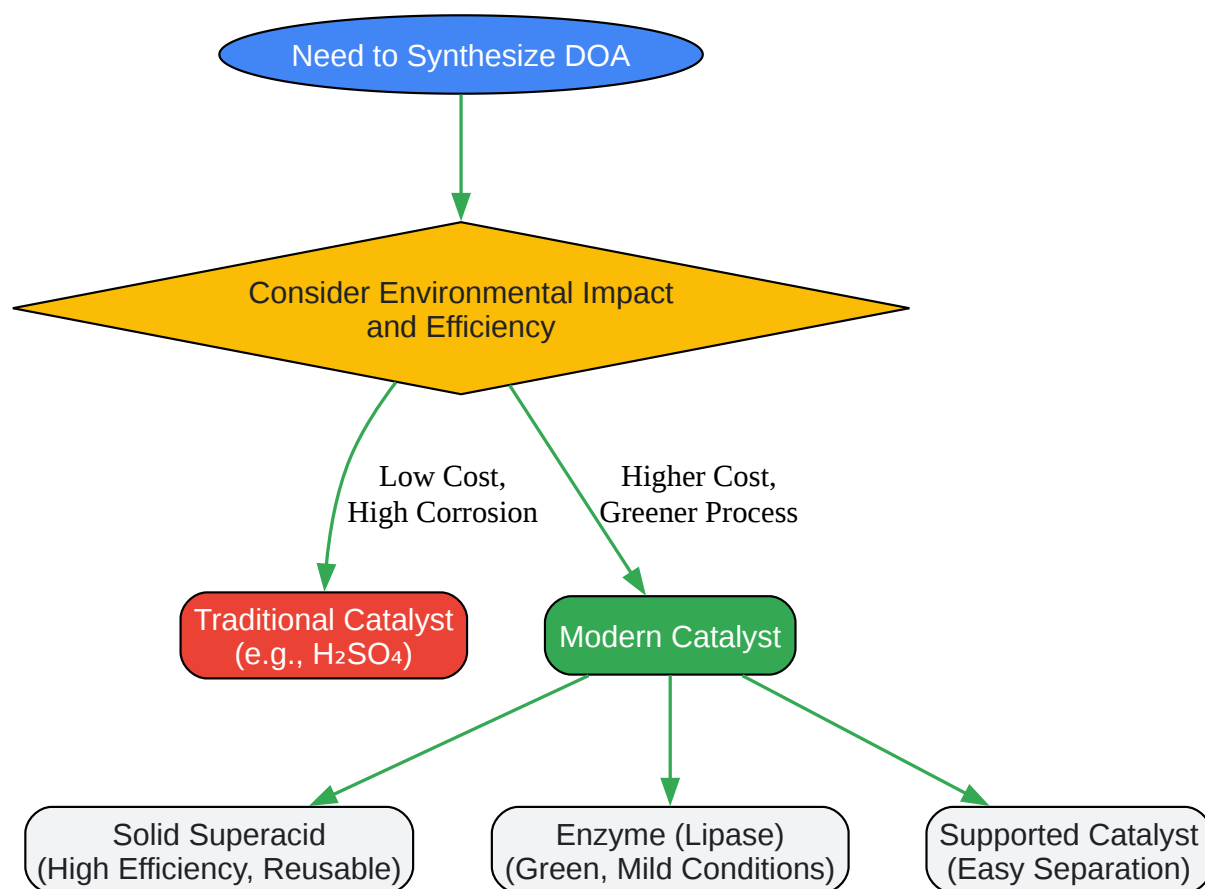 Need to Synthesize DOA
Consider Environmental Impact
and Efficiency
Low Cost,
High Corrosion
Higher Cost,
Greener Process
Traditional Catalyst
(e.g., H₂SO₄)
Modern Catalyst
Solid Superacid
(High Efficiency, Reusable)
Enzyme (Lipase)
(Green, Mild Conditions)
Supported Catalyst
(Easy Separation)